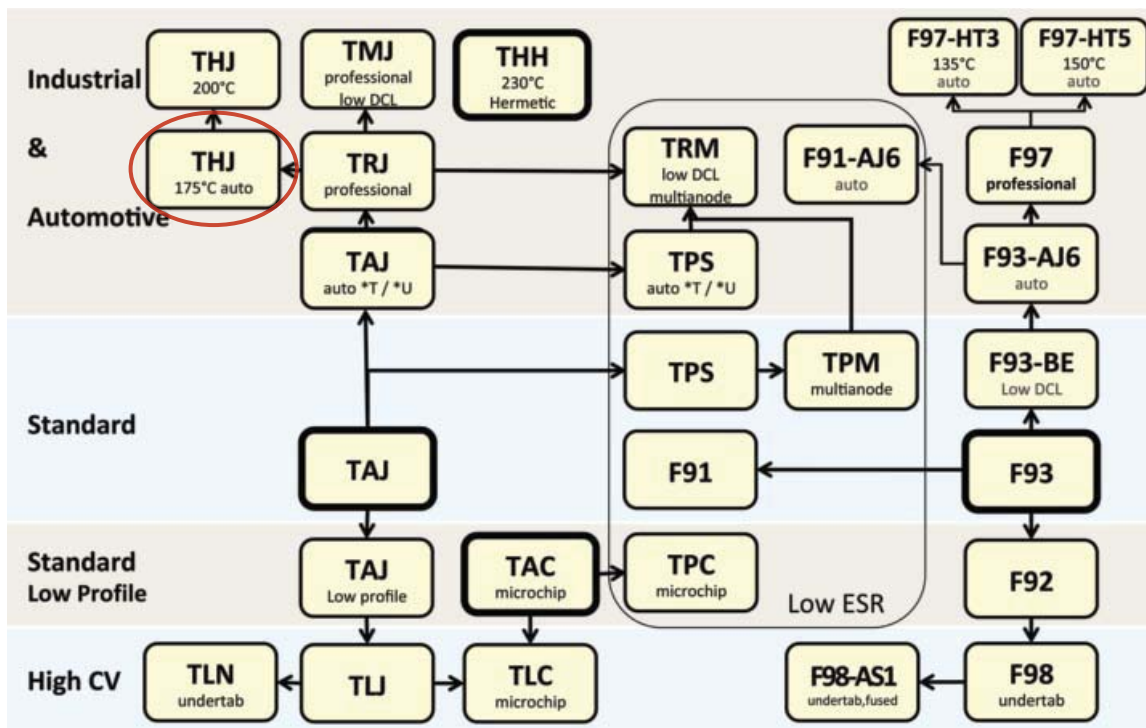 Industrial
&
Automotive
THJ
200°C
TMJ
professional
low DCL
THH
230°C
Hermetic
F97-HT3
135°C
auto
F97-HT5
150°C
auto
THJ
175°C auto
TRJ
professional
TRM
low DCL
multianode
F91-AJ6
auto
F97
professional
TAJ
auto *T / *U
TPS
auto *T / *U
F93-AJ6
auto
Standard
TPS
TPM
multianode
F93-BE
Low DCL
TAJ
F91
F93
Standard
Low Profile
TAJ
Low profile
TAC
microchip
TPC
microchip
F92
Low ESR
High CV
TLN
undertab
TLJ
TLC
microchip
F98-AS1
undertab,fused
F98
undertab